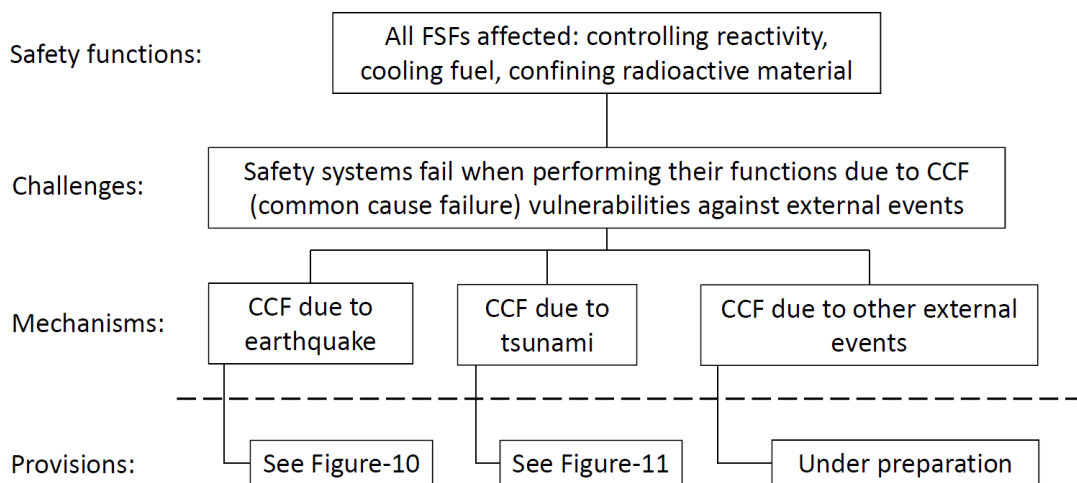 Safety functions:
All FSFs affected: controlling reactivity,
cooling fuel, confining radioactive material
Challenges:
Safety systems fail when performing their functions due to CCF
(common cause failure) vulnerabilities against external events
Mechanisms:
CCF due to
earthquake
CCF due to
tsunami
CCF due to other external
events
Provisions:
See Figure-10
See Figure-11
Under preparation